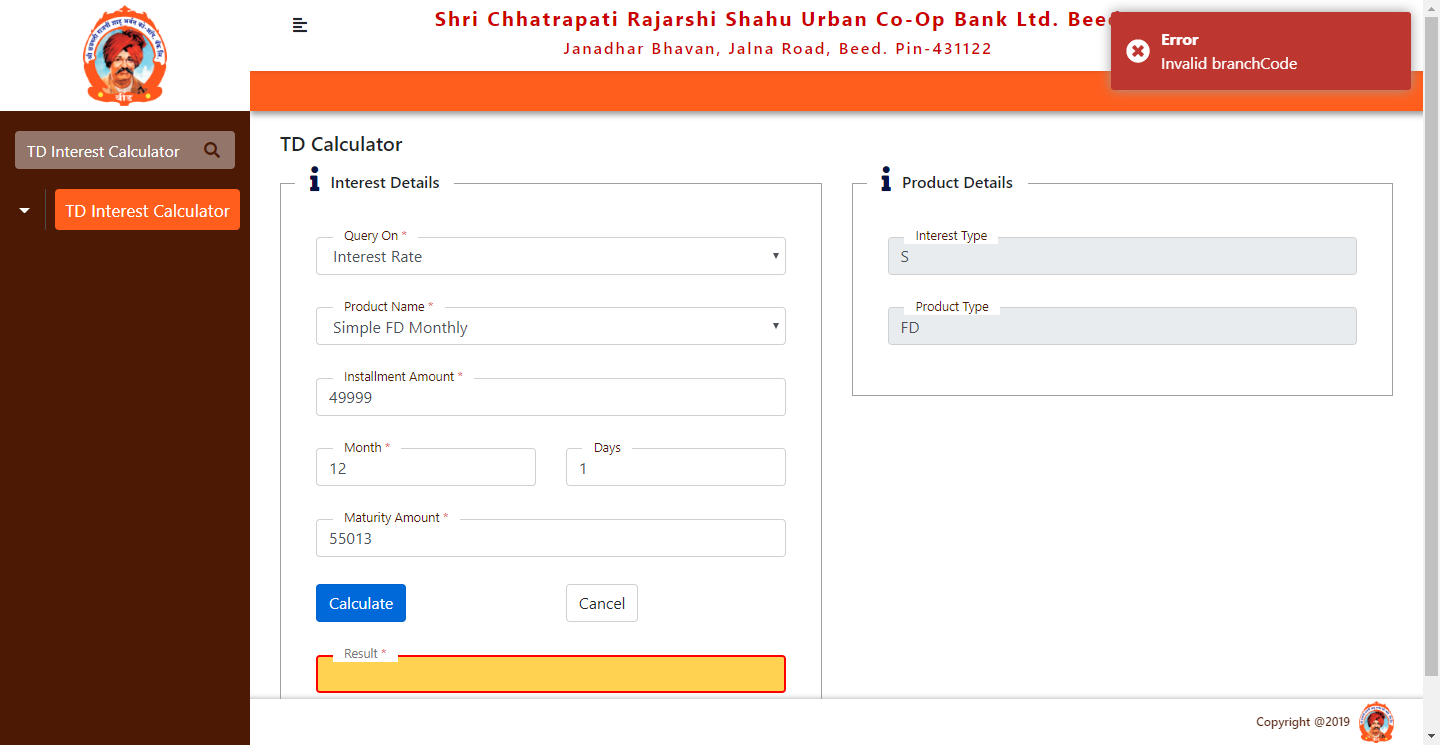 Shri Chhatrapati Rajarshi Shahu Urban Co-Op Bank Ltd. Beed
Janadhar Bhavan, Jalna Road, Beed. Pin-431122
Error
Invalid branchCode
बीड
TD Interest Calculator
TD Interest Calculator
TD Calculator
Interest Details
Query On *
Interest Rate
Product Name *
Simple FD Monthly
Installment Amount *
49999
Month *
Days
12
1
Maturity Amount *
55013
Calculate
Cancel
Result *
Product Details
Interest Type
S
Product Type
FD
Copyright @2019